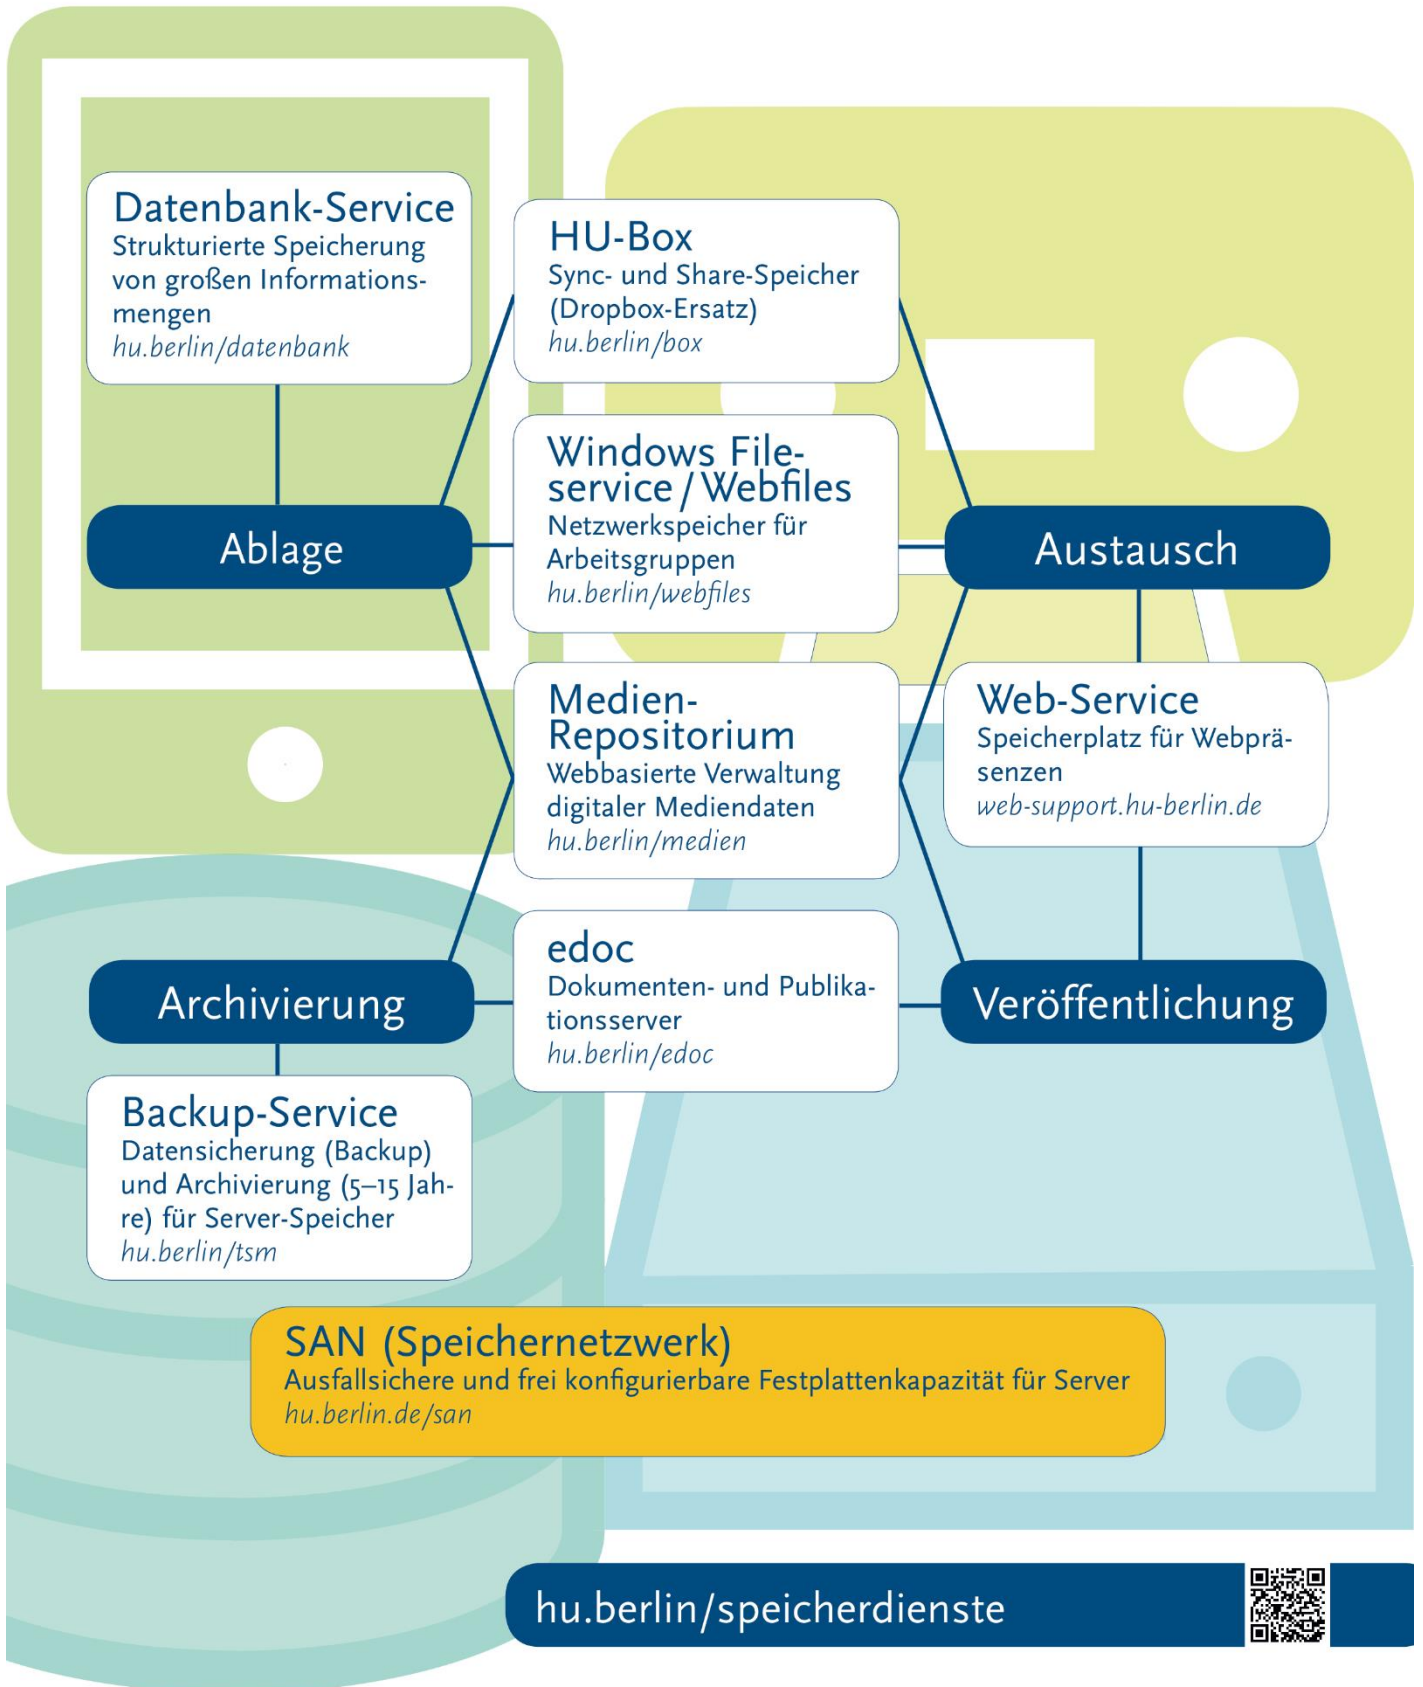 Datenbank-Service
Strukturierte Speicherung
von großen Informations-
mengen
hu.berlin/datenbank
HU-Box
Sync- und Share-Speicher
(Dropbox-Ersatz)
hu.berlin/box
Windows File-
service/Webfiles
Netzwerkspeicher für
Arbeitsgruppen
hu.berlin/webfiles
Ablage
Austausch
Medien-
Repositorium
Webbasierte Verwaltung
digitaler Mediendaten
hu.berlin/medien
Web-Service
Speicherplatz für Webprä-
senzen
web-support.hu-berlin.de
edoc
Dokumenten- und Publika-
tionsserver
hu.berlin/edoc
Archivierung
Veröffentlichung
Backup-Service
Datensicherung (Backup)
und Archivierung (5–15 Jah-
re) für Server-Speicher
hu.berlin/tsm
SAN (Speichernetzwerk)
Ausfallsichere und frei konfigurierbare Festplattenkapazität für Server
hu.berlin.de/san
hu.berlin/speicherdienste